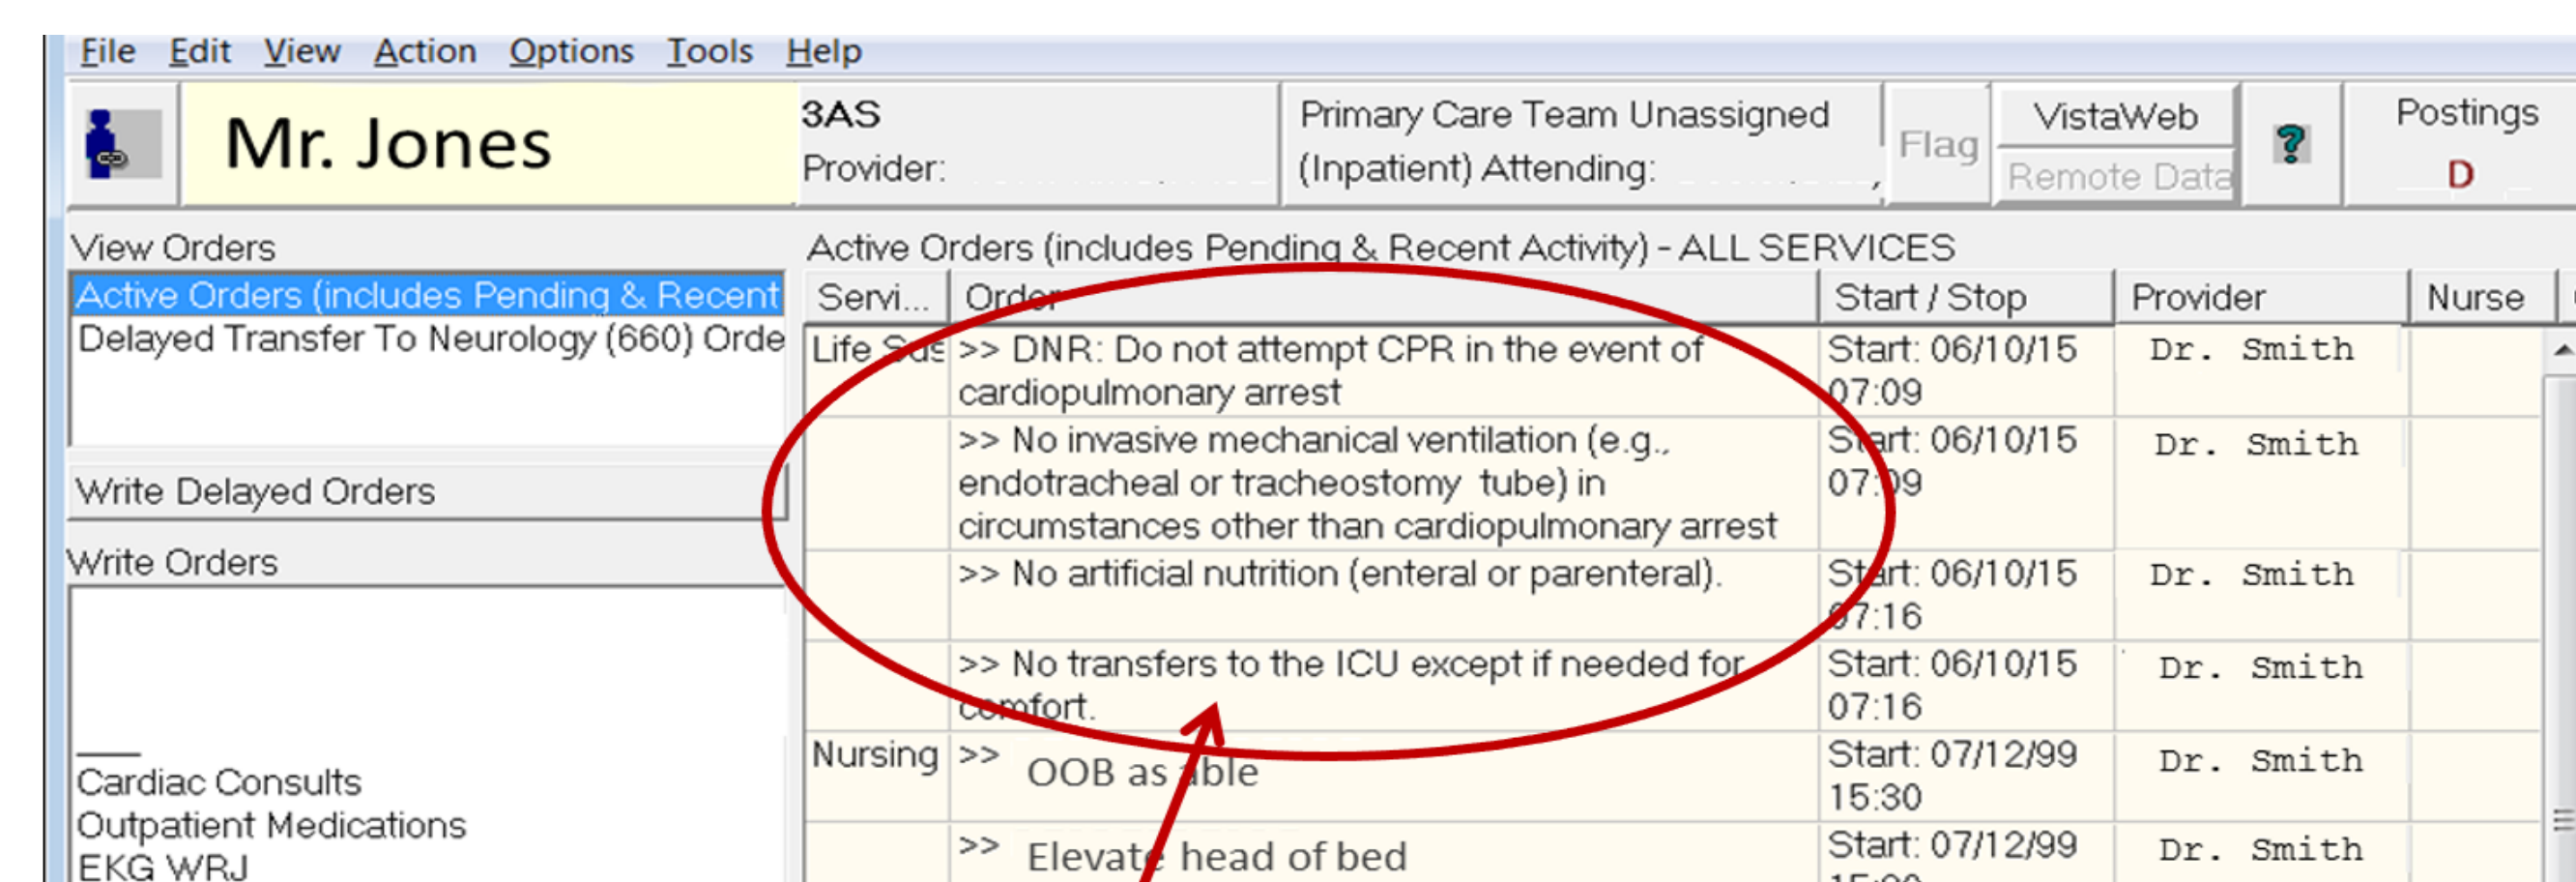 File Edit View Action Options Tools Help
Mr. Jones
3AS
Provider:
Primary Care Team Unassigned
(Inpatient) Attending:
Flag
VistaWeb
Remote Data
?
Postings
D
View Orders
Active Orders (includes Pending & Recent
Delayed Transfer To Neurology (660) Orde
Write Delayed Orders
Write Orders
Cardiac Consults
Outpatient Medications
EKG WRJ
Active Orders (includes Pending & Recent Activity) - ALL SERVICES
Servi... Order Start / Stop Provider Nurse
Life Sus >> DNR: Do not attempt CPR in the event of Start: 06/10/15 Dr. Smith
cardiopulmonary arrest 07:09
>> No invasive mechanical ventilation (e.g., Start: 06/10/15 Dr. Smith
endotracheal or tracheostomy tube) in 07:09
circumstances other than cardiopulmonary arrest
>> No artificial nutrition (enteral or parenteral). Start: 06/10/15 Dr. Smith
07:16
>> No transfers to the ICU except if needed for Start: 06/10/15 Dr. Smith
comfort. 07:16
Nursing >> OOB as able Start: 07/12/99 Dr. Smith
15:30
>> Elevate head of bed Start: 07/12/99 Dr. Smith